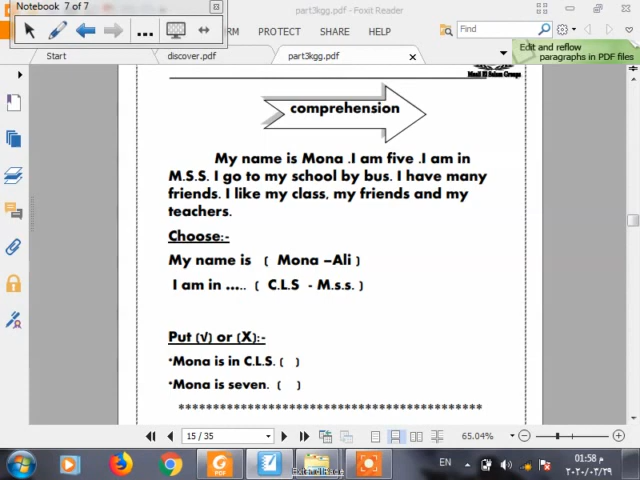 Notebook 7 of 7
part3kgg.pdf - Foxit Reader
RM
PROTECT
SHARE
HELP
Find
Edit and reflow
paragraphs in PDF files
Start
discover.pdf
part3kgg.pdf
comprehension
My name is Mona .I am five .I am in
M.S.S. I go to my school by bus. I have many
friends. I like my class, my friends and my
teachers.
Choose:-
My name is ( Mona –Ali )
I am in ….. ( C.L.S - M.s.s. )
Put (√) or (X):-
•Mona is in C.L.S. ( )
•Mona is seven. ( )
********************************************
15 / 35
65.04%
EN
01:58 م
٢٠٢٠/٠٣/٢٩